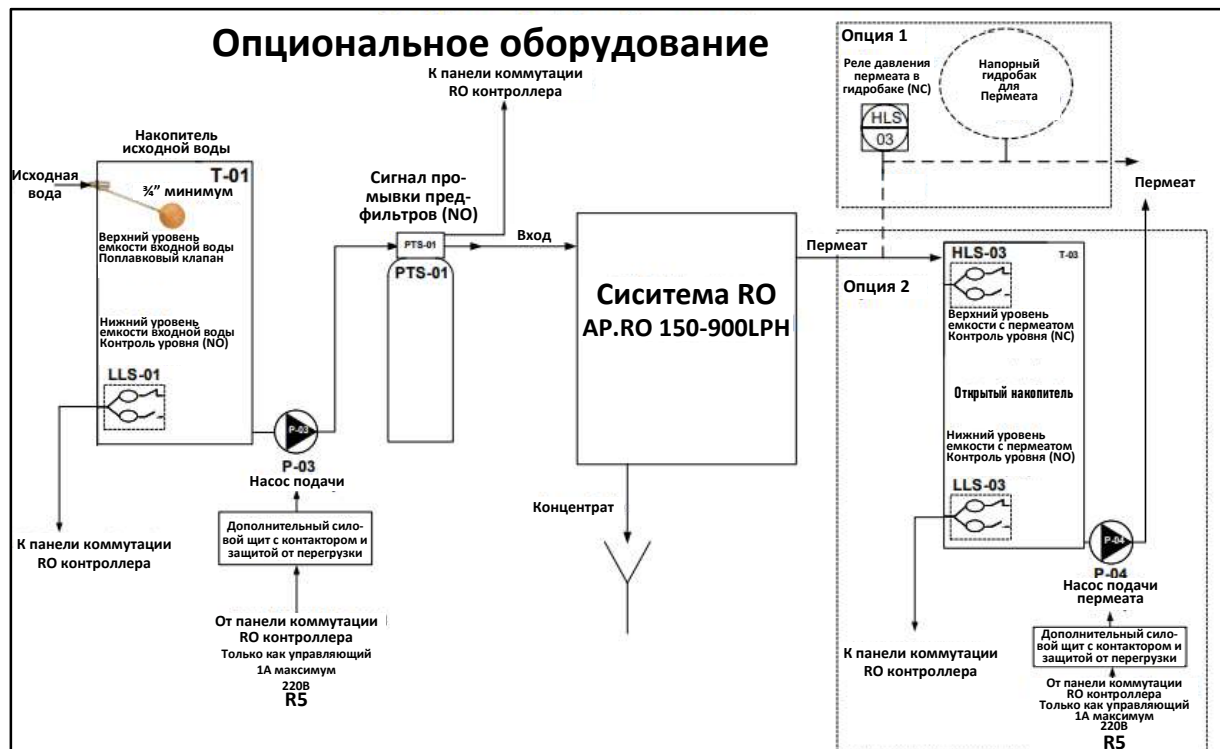 Опциональное оборудование
К панели коммутации
RO контроллера
Накопитель
исходной воды
Исходная
вода
T-01
¾” минимум
Верхний уровень
емкости входной воды
Поплавковый клапан
Нижний уровень
емкости входной воды
Контроль уровня (NO)
LLS-01
К панели коммутации
RO контроллера
P-03
P-03
Насос подачи
Дополнительный сило-
вой щит с контактором и
защитой от перегрузки
От панели коммутации
RO контроллера
Только как управляющий
1А максимум
220В
R5
Сигнал про-
мывки пред-
фильтров (NO)
PTS-01
PTS-01
Вход
Сиситема RO
AP.RO 150-900LPH
Концентрат
Пермеат
Опция 1
Реле давления
пермеата в
гидробаке (NC)
HLS
03
Напорный
гидробак
для
Пермеата
Пермеат
Опция 2
HLS-03
T-03
Верхний уровень
емкости с пермеатом
Контроль уровня (NC)
Открытый накопитель
Нижний уровень
емкости с пермеатом
Контроль уровня (NO)
LLS-03
К панели коммутации
RO контроллера
P-04
P-04
Насос подачи
пермеата
Дополнительный сило-
вой щит с контактором и
защитой от перегрузки
От панели коммутации
RO контроллера
Только как управляющий
1А максимум
220В
R5